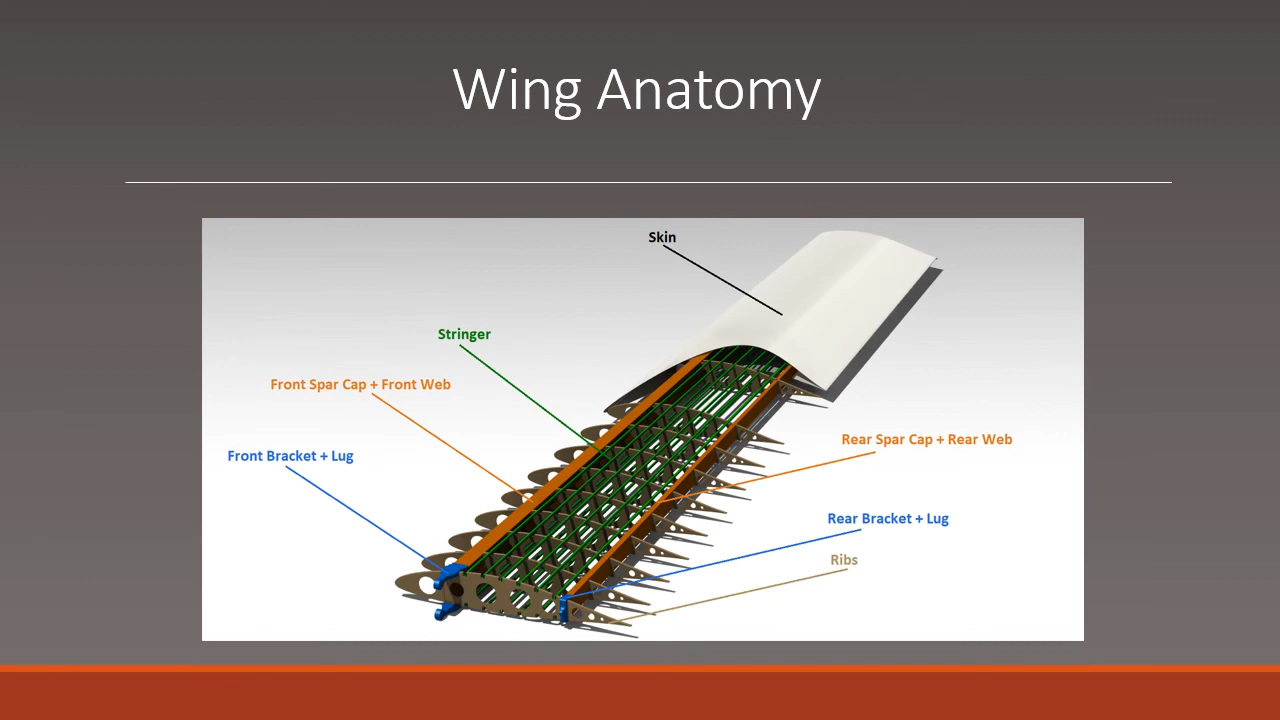 Wing Anatomy
Skin
Stringer
Front Spar Cap + Front Web
Rear Spar Cap + Rear Web
Front Bracket + Lug
Rear Bracket + Lug
Ribs